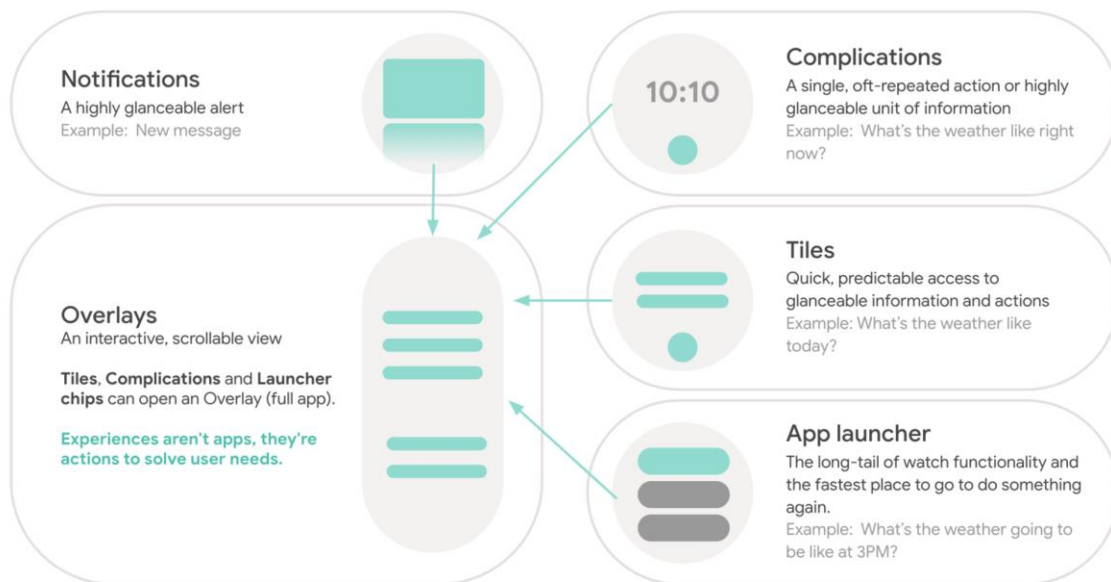 Notifications
A highly glanceable alert
Example: New message
Overlays
An interactive, scrollable view
Tiles, Complications and Launcher
chips can open an Overlay (full app).
Experiences aren't apps, they're
actions to solve user needs.
10:10
Complications
A single, oft-repeated action or highly
glanceable unit of information
Example: What's the weather like right
now?
Tiles
Quick, predictable access to
glanceable information and actions
Example: What's the weather like
today?
App launcher
The long-tail of watch functionality and
the fastest place to go to do something
again.
Example: What's the weather going to
be like at 3PM?